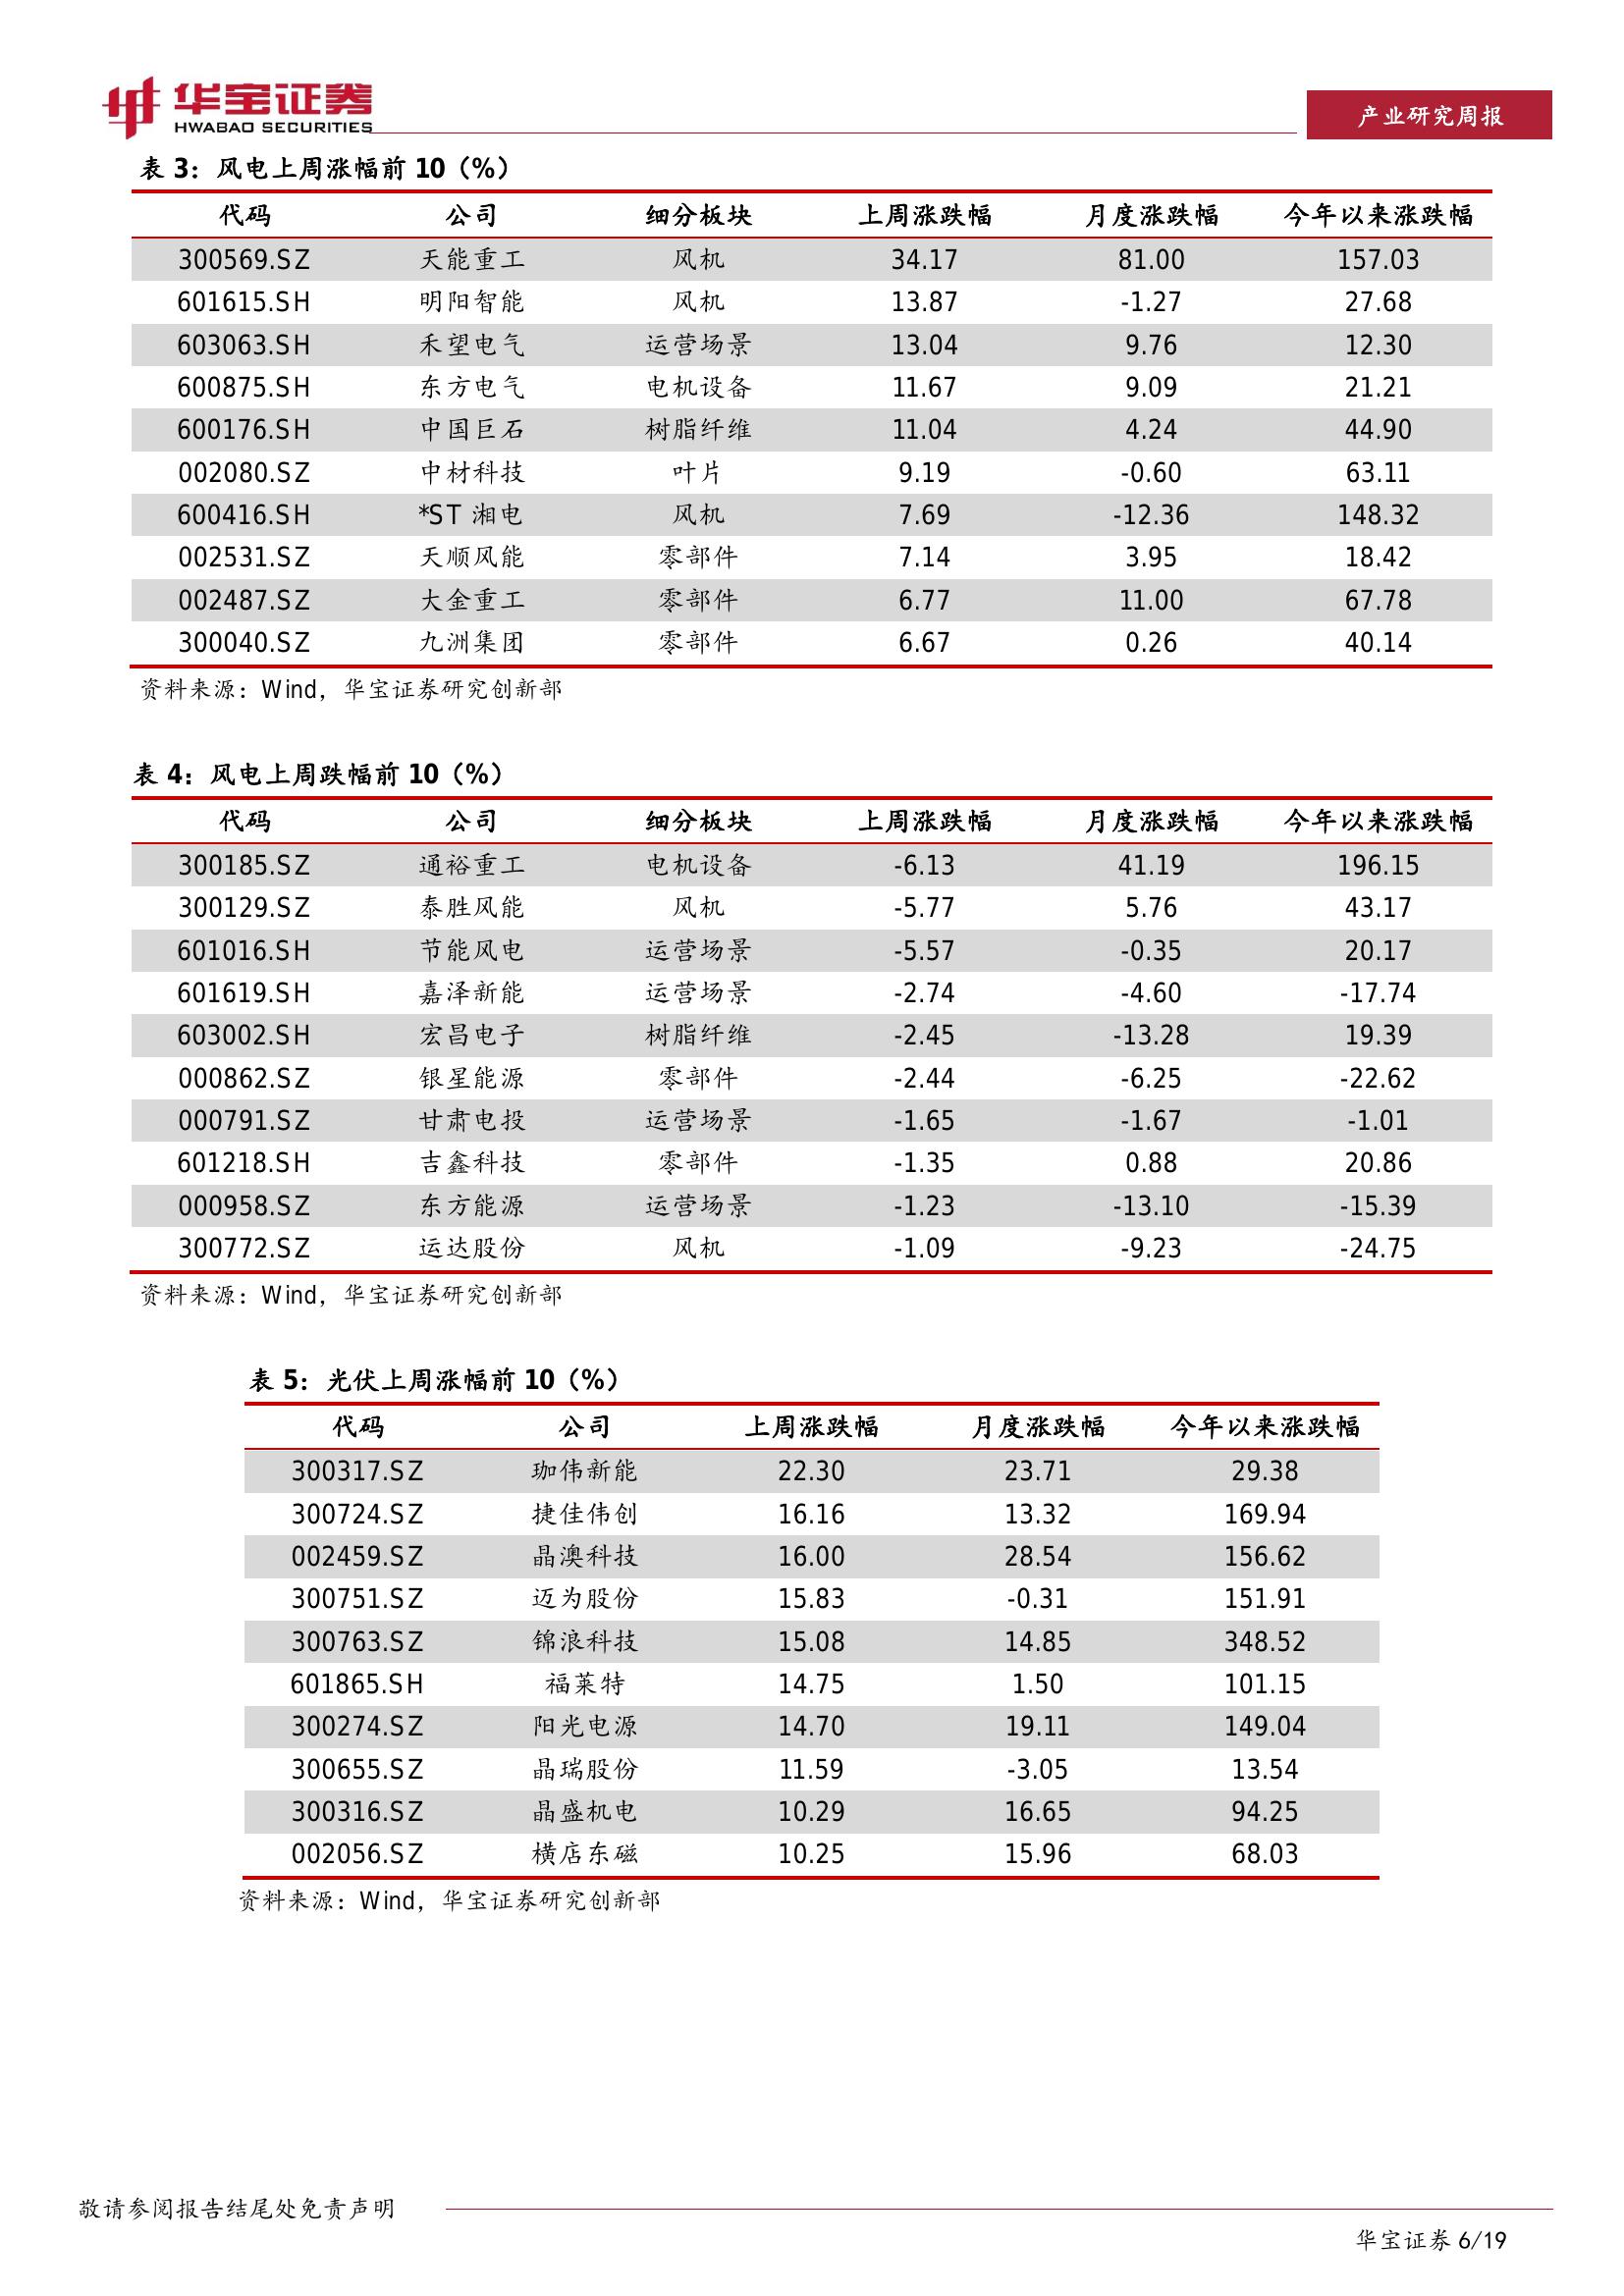 华宝证券
HWABAO SECURITIES
产业研究周报
表 3：风电上周涨幅前 10（%）
代码 公司 细分板块 上周涨跌幅 月度涨跌幅 今年以来涨跌幅
300569.SZ 天能重工 风机 34.17 81.00 157.03
601615.SH 明阳智能 风机 13.87 -1.27 27.68
603063.SH 禾望电气 运营场景 13.04 9.76 12.30
600875.SH 东方电气 电机设备 11.67 9.09 21.21
600176.SH 中国巨石 树脂纤维 11.04 4.24 44.90
002080.SZ 中材科技 叶片 9.19 -0.60 63.11
600416.SH *ST 湘电 风机 7.69 -12.36 148.32
002531.SZ 天顺风能 零部件 7.14 3.95 18.42
002487.SZ 大金重工 零部件 6.77 11.00 67.78
300040.SZ 九洲集团 零部件 6.67 0.26 40.14
资料来源：Wind，华宝证券研究创新部
表 4：风电上周跌幅前 10（%）
代码 公司 细分板块 上周涨跌幅 月度涨跌幅 今年以来涨跌幅
300185.SZ 通裕重工 电机设备 -6.13 41.19 196.15
300129.SZ 泰胜风能 风机 -5.77 5.76 43.17
601016.SH 节能风电 运营场景 -5.57 -0.35 20.17
601619.SH 嘉泽新能 运营场景 -2.74 -4.60 -17.74
603002.SH 宏昌电子 树脂纤维 -2.45 -13.28 19.39
000862.SZ 银星能源 零部件 -2.44 -6.25 -22.62
000791.SZ 甘肃电投 运营场景 -1.65 -1.67 -1.01
601218.SH 吉鑫科技 零部件 -1.35 0.88 20.86
000958.SZ 东方能源 运营场景 -1.23 -13.10 -15.39
300772.SZ 运达股份 风机 -1.09 -9.23 -24.75
资料来源：Wind，华宝证券研究创新部
表 5：光伏上周涨幅前 10（%）
代码 公司 上周涨跌幅 月度涨跌幅 今年以来涨跌幅
300317.SZ 珈伟新能 22.30 23.71 29.38
300724.SZ 捷佳伟创 16.16 13.32 169.94
002459.SZ 晶澳科技 16.00 28.54 156.62
300751.SZ 迈为股份 15.83 -0.31 151.91
300763.SZ 锦浪科技 15.08 14.85 348.52
601865.SH 福莱特 14.75 1.50 101.15
300274.SZ 阳光电源 14.70 19.11 149.04
300655.SZ 晶瑞股份 11.59 -3.05 13.54
300316.SZ 晶盛机电 10.29 16.65 94.25
002056.SZ 横店东磁 10.25 15.96 68.03
资料来源：Wind，华宝证券研究创新部
敬请参阅报告结尾处免责声明
华宝证券 6/19